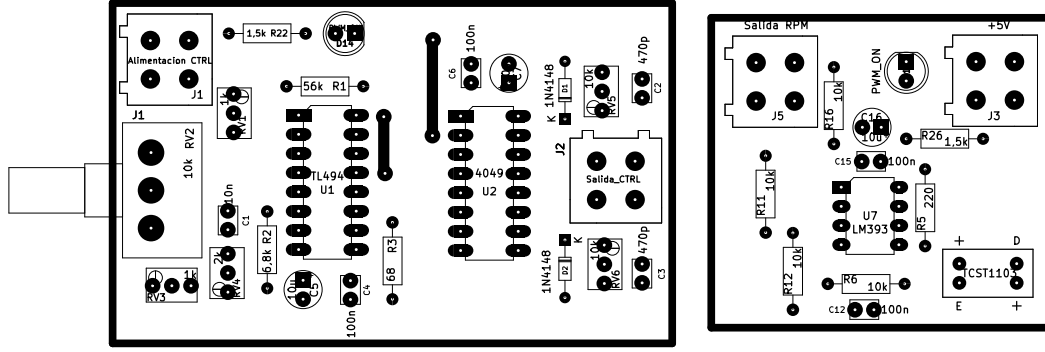 Alimentacion CTRL
J1
1,5k R22
D14
100n
C6
C7
1N4148
D1
K
10k
RV5
470p
C2
J1
10k RV2
1k
RV1
56k R1
TL494
U1
4049
U2
J2
Salida_CTRL
10n
C1
6,8k R2
R3
68
2k
RV4
1k
RV3
10u
C5
C4
100n
K
1N4148
D2
10k
RV6
470p
C3
Salida RPM
+5V
J5
R16
10k
PWM_ON
J3
C16
10u
R26
1,5k
C15
100n
R11
10k
U7
LM393
R5
220
R12
10k
R6
10k
C12
100n
+ D
TCST1103
E +